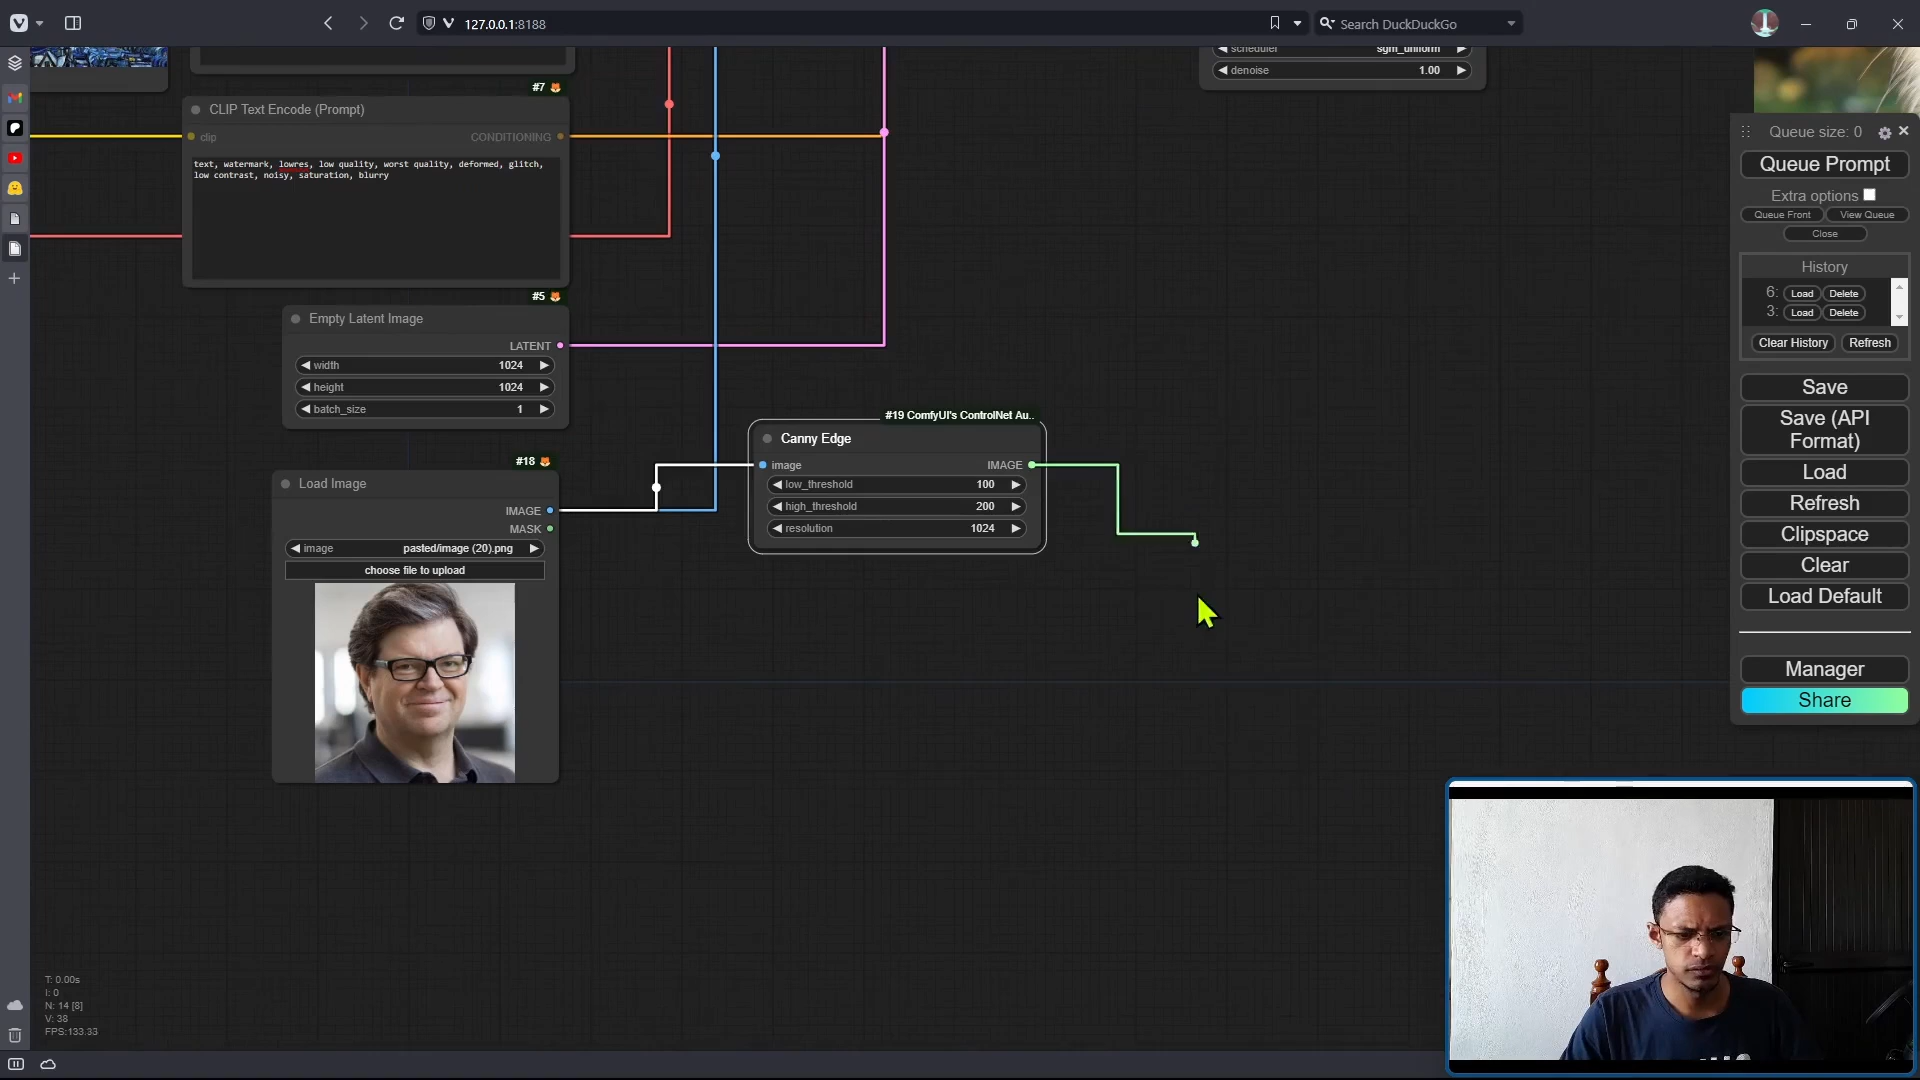 127.0.0.1:8188
Search DuckDuckGo
scheduler sgm_uniform
denoise 1.00
#7
CLIP Text Encode (Prompt)
clip CONDITIONING
text, watermark, lowres, low quality, worst quality, deformed, glitch,
low contrast, noisy, saturation, blurry
#5
Empty Latent Image
LATENT
width 1024
height 1024
batch_size 1
#18
Load Image
IMAGE
MASK
image pasted/image (20).png
choose file to upload
#19 ComfyUI's ControlNet Au..
Canny Edge
image IMAGE
low_threshold 100
high_threshold 200
resolution 1024
Queue size: 0
Queue Prompt
Extra options
Queue Front View Queue
Close
History
6: Load Delete
3: Load Delete
Clear History Refresh
Save
Save (API
Format)
Load
Refresh
Clipspace
Clear
Load Default
Manager
Share
T: 0.00s
I: 0
N: 14 [8]
V: 38
FPS:133.33